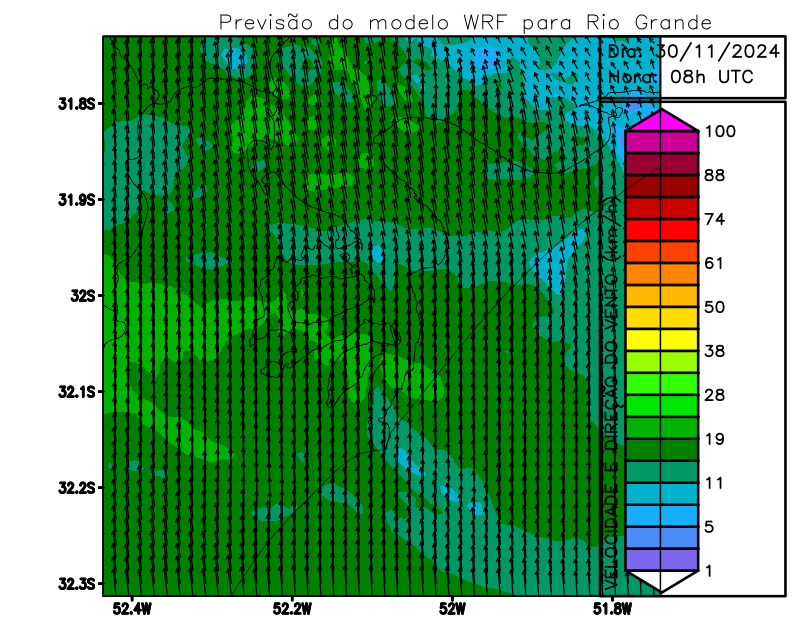 Previsão do modelo WRF para Rio Grande
Dia: 30/11/2024
Hora: 08h UTC
31.8S
31.9S
32S
32.1S
32.2S
32.3S
52.4W
52.2W
52W
51.8W
VELOCIDADE E DIREÇÃO DO VENTO (km/h)
100
88
74
61
50
38
28
19
11
5
1